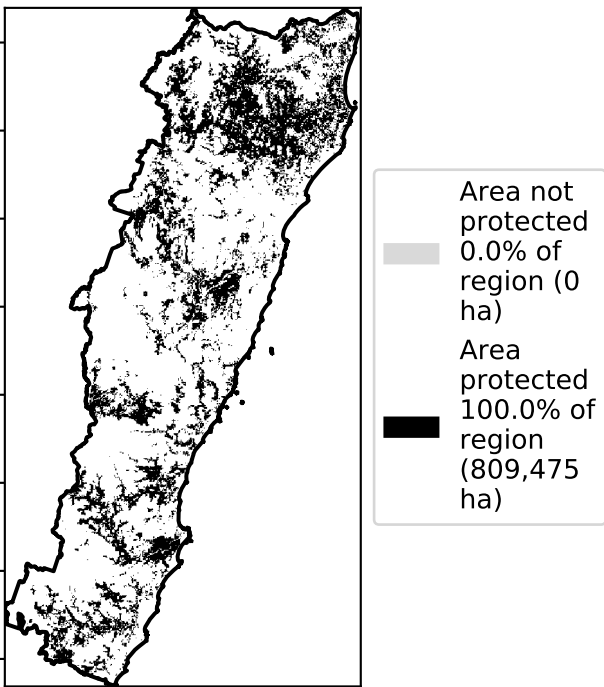 Area not
protected
0.0% of
region (0
ha)
Area
protected
100.0% of
region
(809,475
ha)